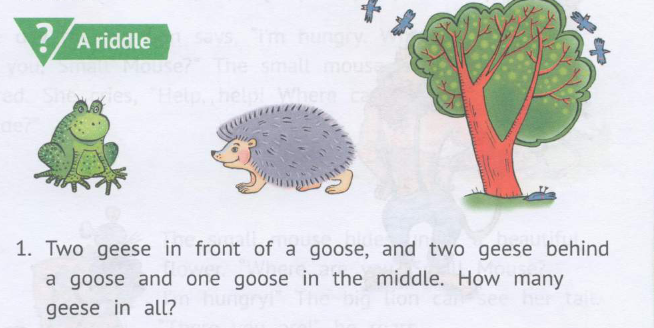 ? A riddle
1. Two geese in front of a goose, and two geese behind
a goose and one goose in the middle. How many
geese in all?